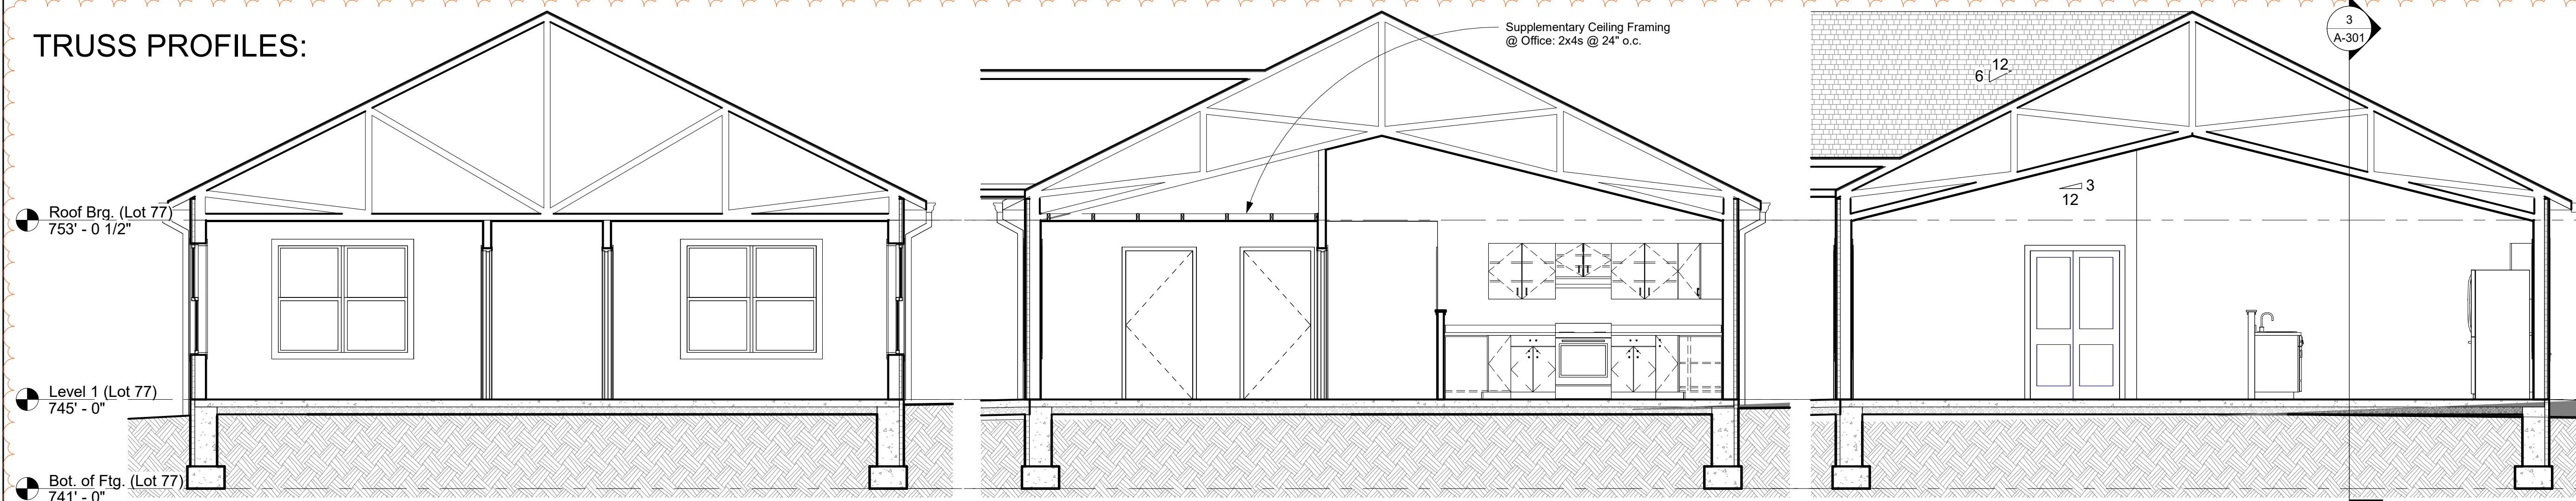 TRUSS PROFILES:
Supplementary Ceiling Framing
@ Office: 2x4s @ 24" o.c.
3
A-301
12
6
3
12
Roof Brg. (Lot 77)
753' - 0 1/2"
Level 1 (Lot 77)
745' - 0"
Bot. of Ftg. (Lot 77)
741' - 0"